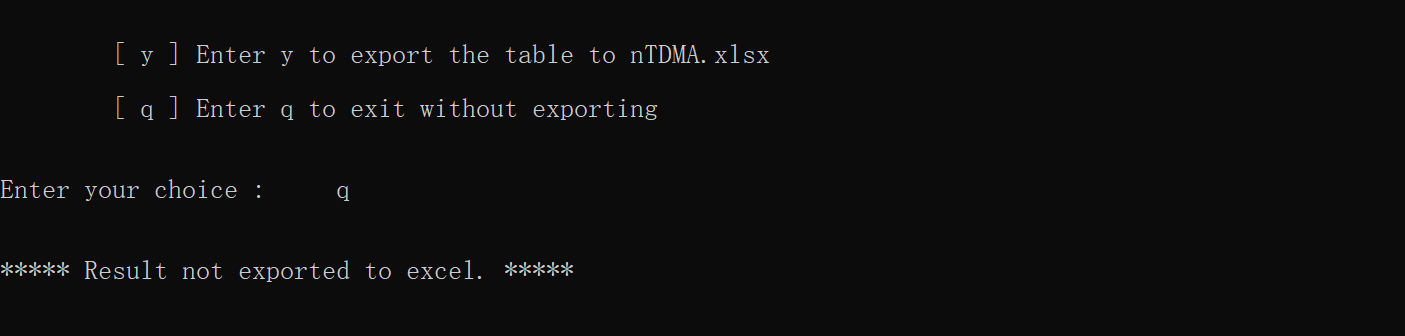 [ y ] Enter y to export the table to nTDMA.xlsx
[ q ] Enter q to exit without exporting
Enter your choice :     q
***** Result not exported to excel. *****